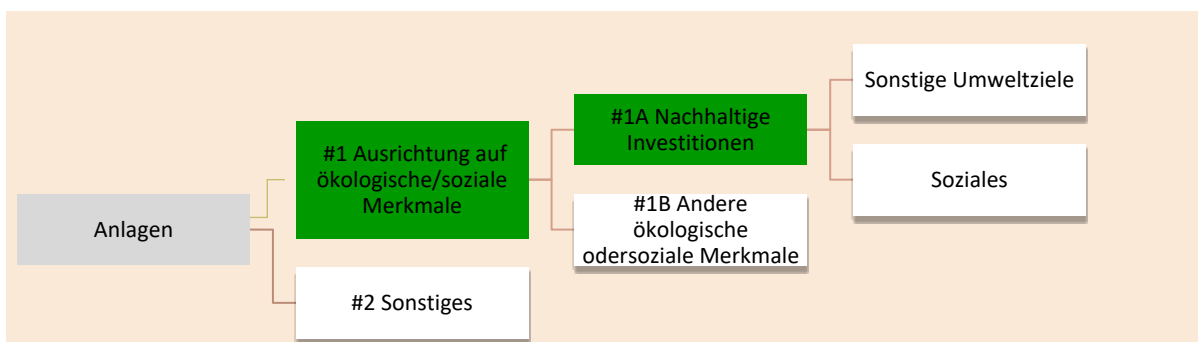 Anlagen
#1 Ausrichtung auf
ökologische/soziale
Merkmale
#2 Sonstiges
#1A Nachhaltige
Investitionen
#1B Andere
ökologische
odersoziale Merkmale
Sonstige Umweltziele
Soziales